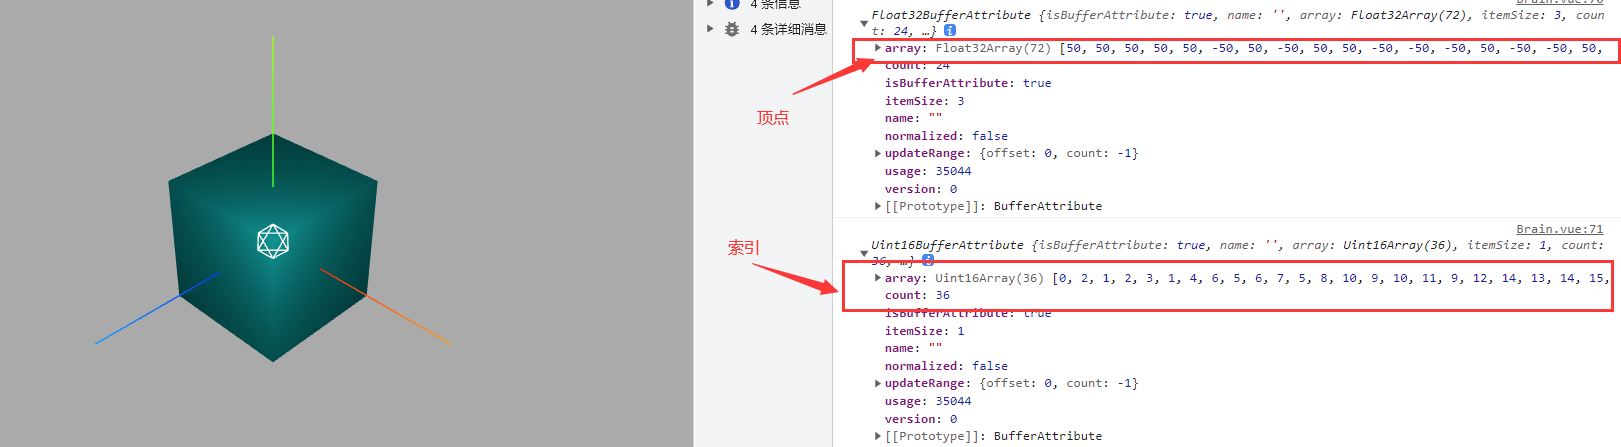 4 条信息
4 条详细消息
Brain.vue:70
Float32BufferAttribute {isBufferAttribute: true, name: '', array: Float32Array(72), itemSize: 3, coun
t: 24, …}
array: Float32Array(72) [50, 50, 50, 50, 50, -50, 50, -50, 50, 50, -50, -50, -50, 50, -50, -50, 50,
count: 24
isBufferAttribute: true
itemSize: 3
name: ""
normalized: false
updateRange: {offset: 0, count: -1}
usage: 35044
version: 0
[[Prototype]]: BufferAttribute
顶点
Brain.vue:71
Uint16BufferAttribute {isBufferAttribute: true, name: '', array: Uint16Array(36), itemSize: 1, count:
36, …}
array: Uint16Array(36) [0, 2, 1, 2, 3, 1, 4, 6, 5, 6, 7, 5, 8, 10, 9, 10, 11, 9, 12, 14, 13, 14, 15,
count: 36
isBufferAttribute: true
itemSize: 1
name: ""
normalized: false
updateRange: {offset: 0, count: -1}
usage: 35044
version: 0
[[Prototype]]: BufferAttribute
索引